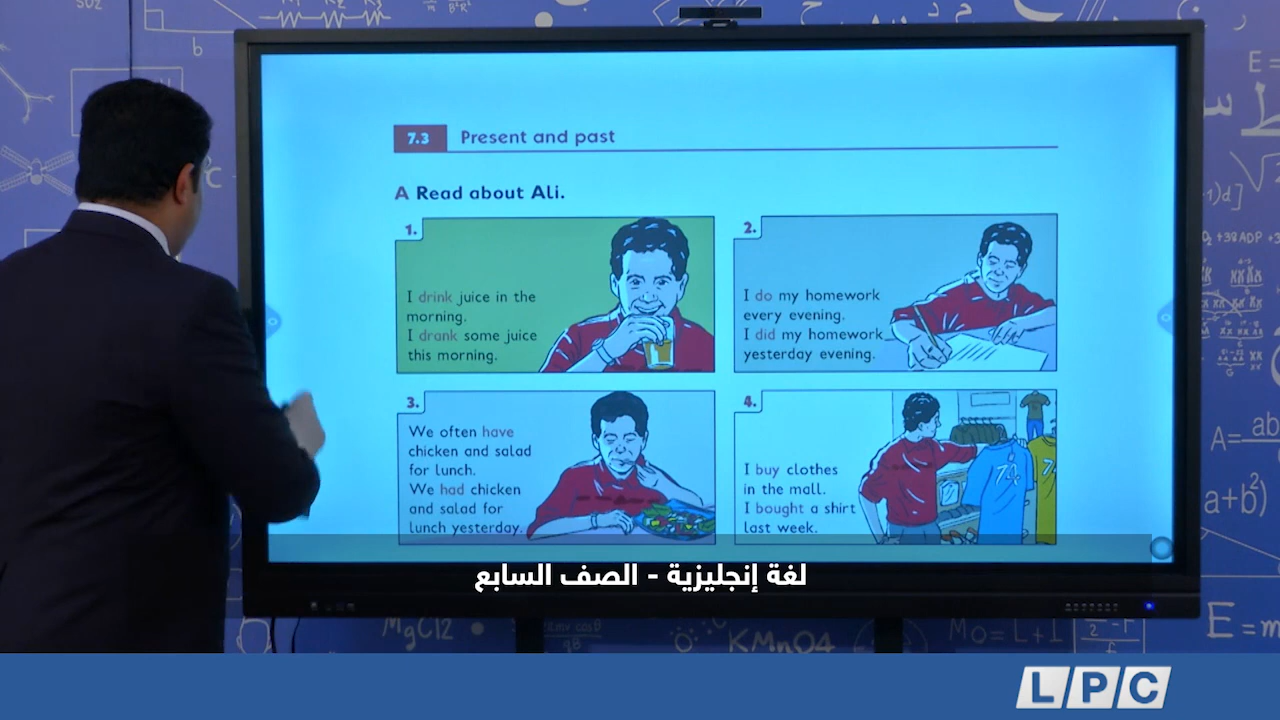 7.3 Present and past
A Read about Ali.
1.
I drink juice in the
morning.
I drank some juice
this morning.
2.
I do my homework
every evening.
I did my homework
yesterday evening.
3.
We often have
chicken and salad
for lunch.
We had chicken
and salad for
lunch yesterday.
4.
I buy clothes
in the mall.
I bought a shirt
last week.
لغة إنجليزية - الصف السابع
MgCl2
KMnO4
LPC